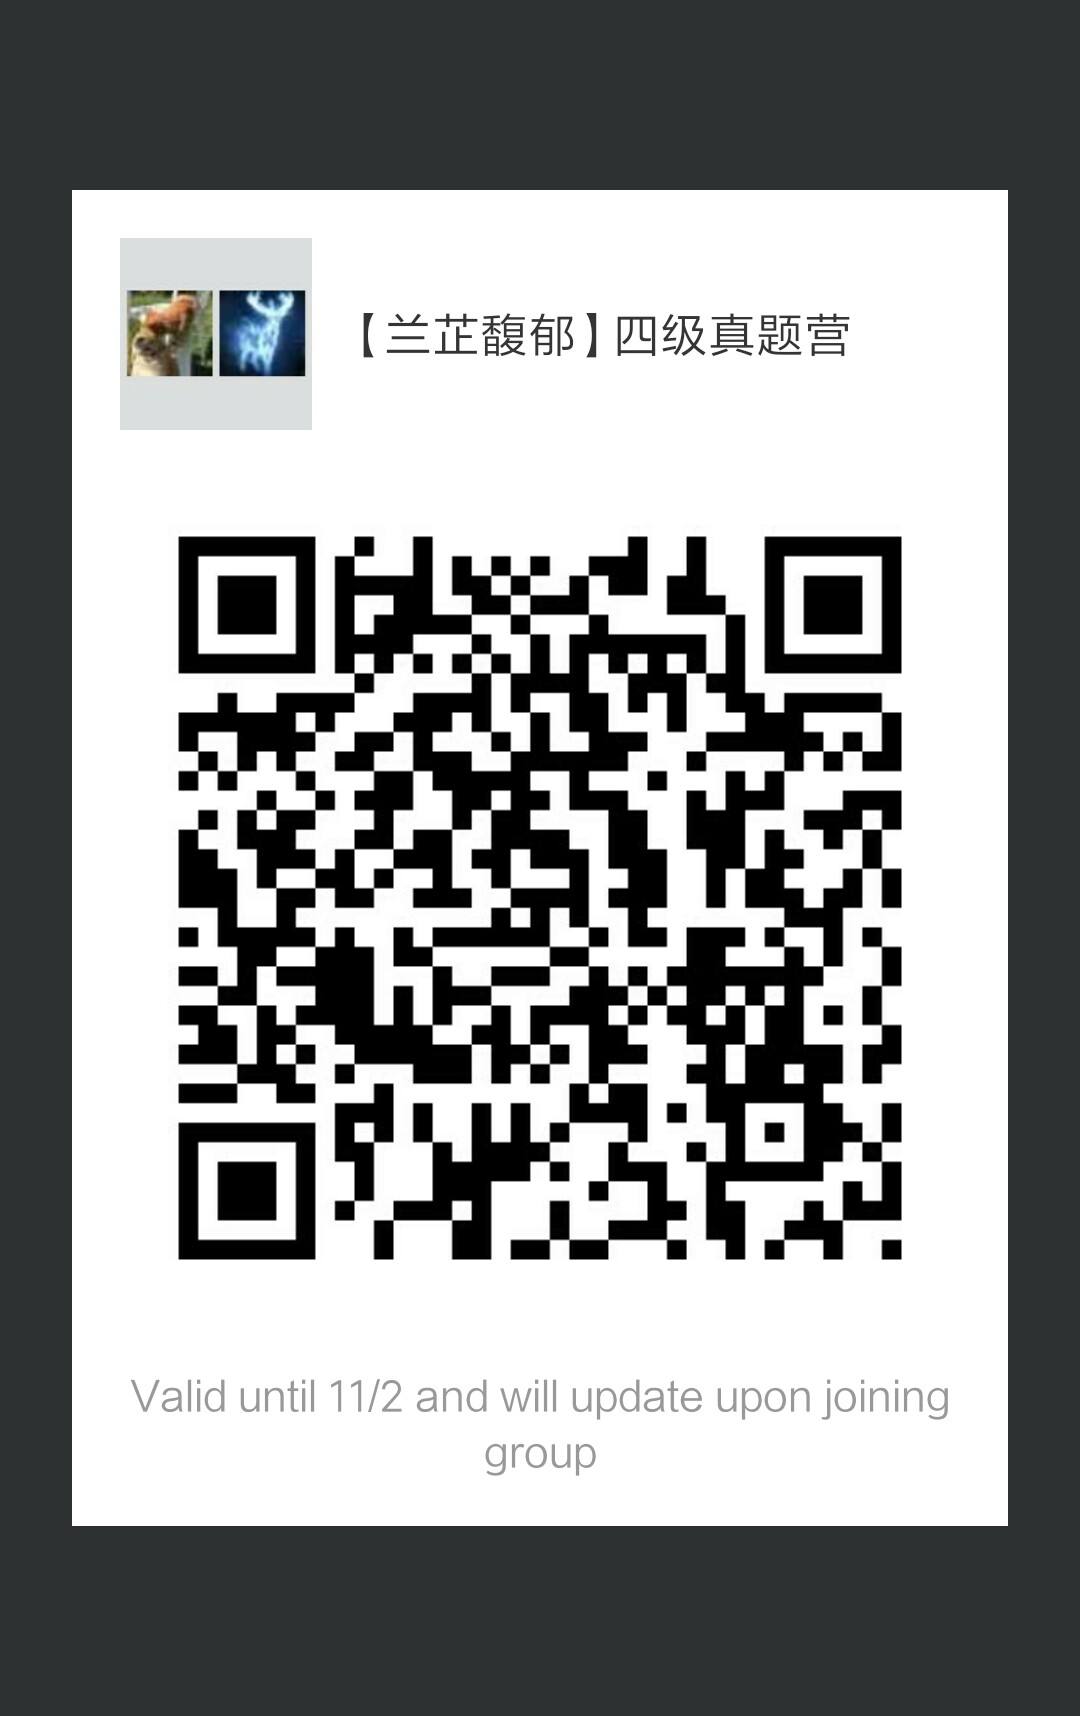 【兰芷馥郁】四级真题营
Valid until 11/2 and will update upon joining
group